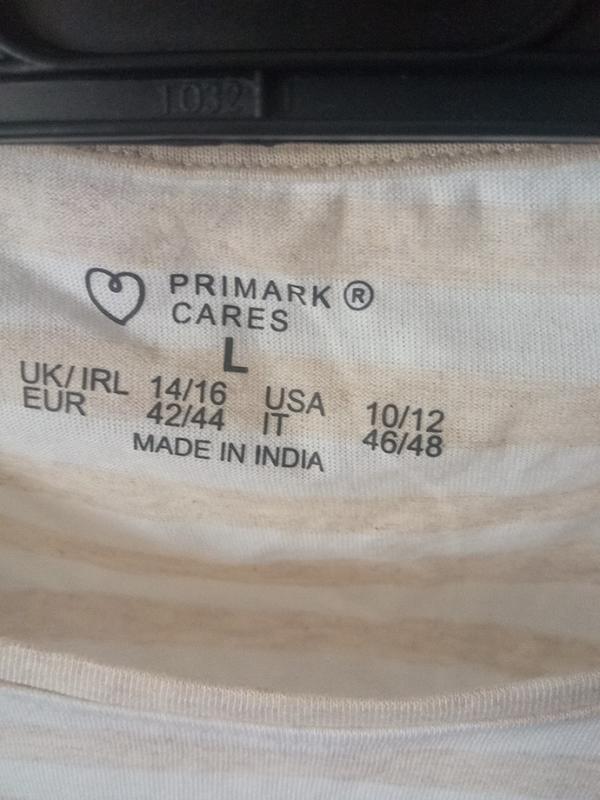 1032
PRIMARK ®
CARES
L
UK/IRL 14/16 USA 10/12
EUR 42/44 IT 46/48
MADE IN INDIA